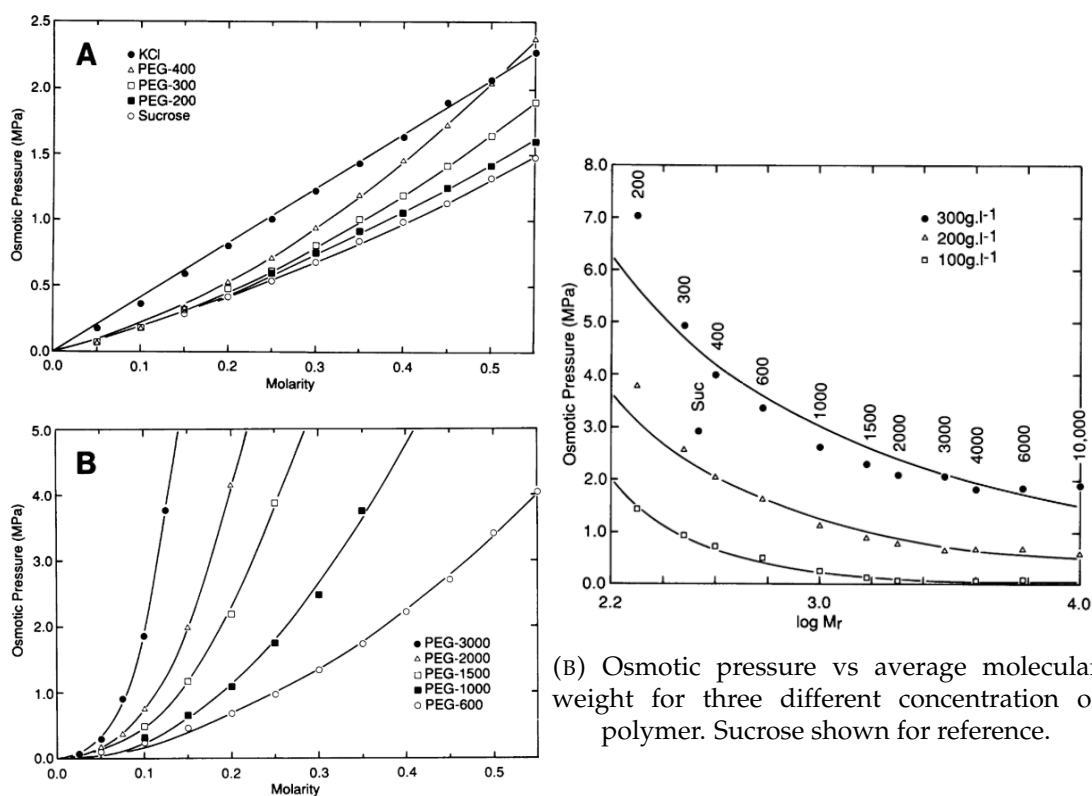 2.5
A
KCl
PEG-400
PEG-300
PEG-200
Sucrose
2.0
1.5
1.0
0.5
0.0
Osmotic Pressure (MPa)
0.0 0.1 0.2 0.3 0.4 0.5
Molarity
5.0
B
4.0
3.0
2.0
1.0
0.0
Osmotic Pressure (MPa)
PEG-3000
PEG-2000
PEG-1500
PEG-1000
PEG-600
0.0 0.1 0.2 0.3 0.4 0.5
Molarity
8.0
7.0
6.0
5.0
4.0
3.0
2.0
1.0
0.0
Osmotic Pressure (MPa)
200
300
400
Suc
600
1000
1500
2000
3000
4000
6000
10,000
300g.l-1
200g.l-1
100g.l-1
2.2 3.0 4.0
log Mr
(B) Osmotic pressure vs average molecular
weight for three different concentration o
polymer. Sucrose shown for reference.